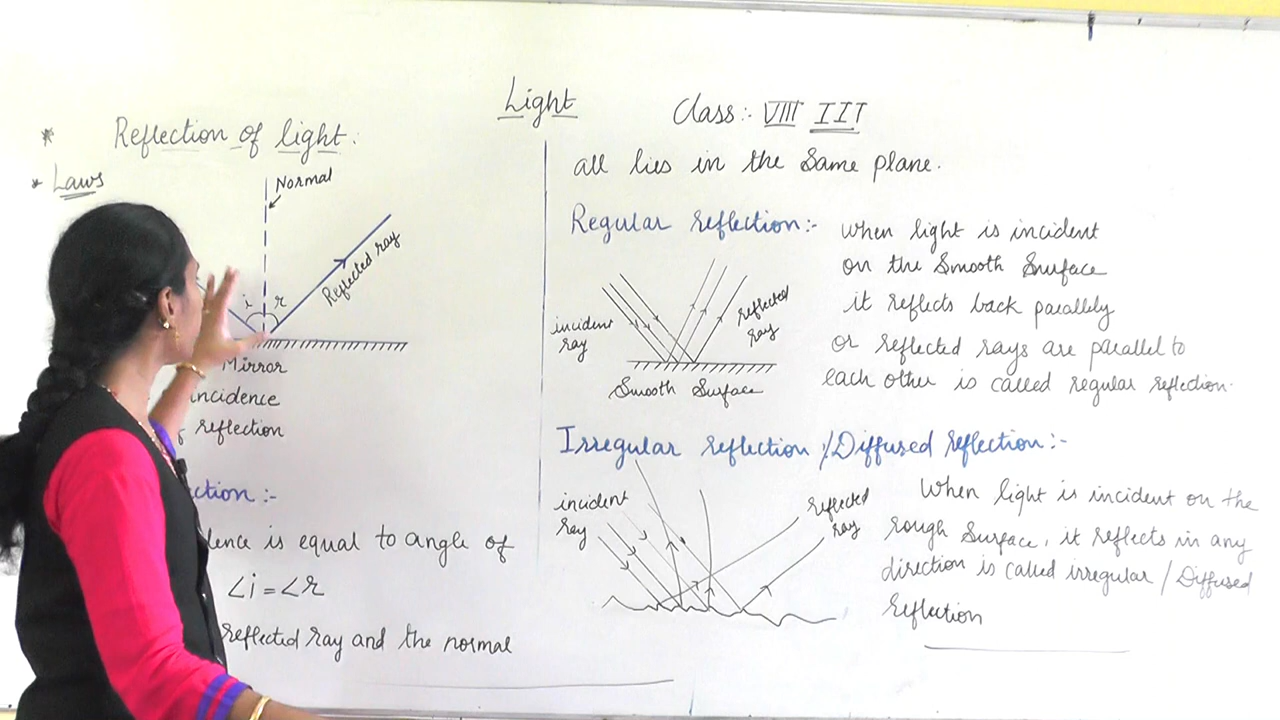 Light
Class:- VIII III
* Reflection of light:
* Laws
Normal
i r
Reflected ray
Mirror
incidence
reflection
ction :-
dence is equal to angle of
∠i = ∠r
reflected ray and the normal
all lies in the same plane.
Regular reflection :-
when light is incident
on the smooth surface
it reflects back parallely
or reflected rays are parallel to
each other is called regular reflection.
incident
ray
reflected
ray
Smooth Surface
Irregular reflection / Diffused reflection :-
incident
ray
reflected
ray
When light is incident on the
rough surface, it reflects in any
direction is called irregular / Diffused
reflection